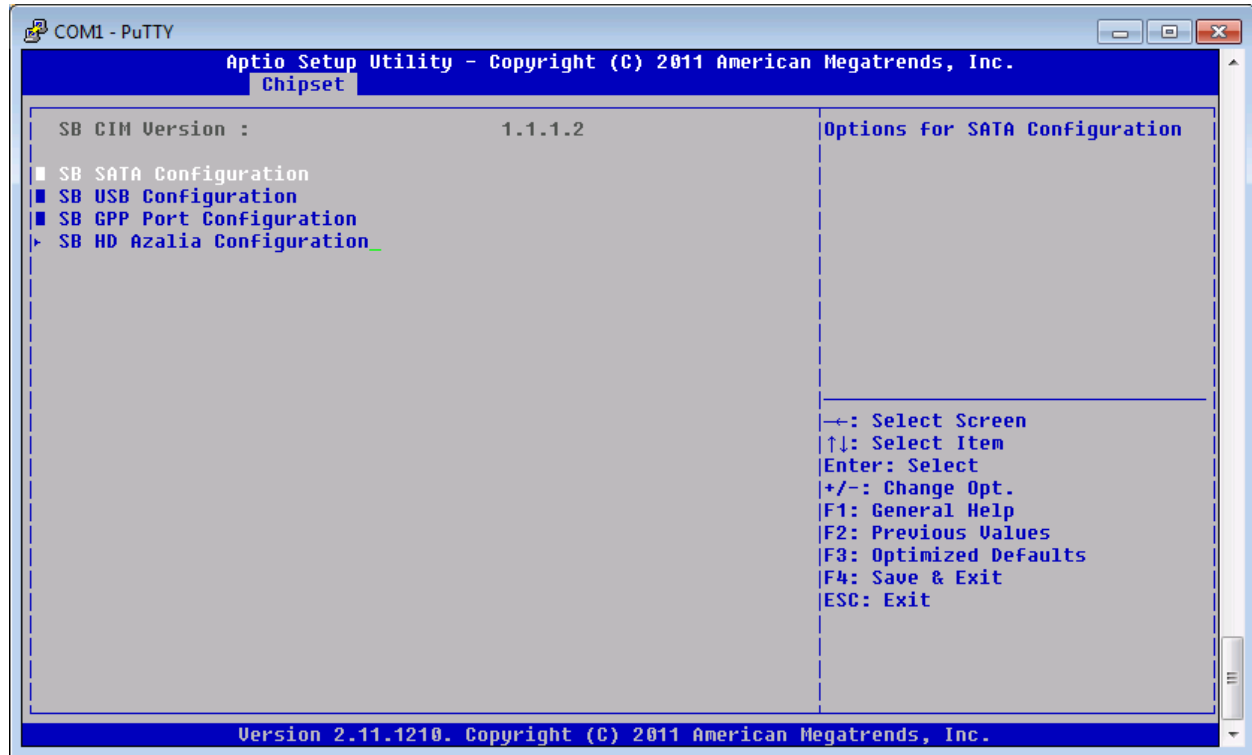 COM1 - PuTTY
Aptio Setup Utility - Copyright (C) 2011 American Megatrends, Inc.
Chipset
SB CIM Version : 1.1.1.2
SB SATA Configuration
SB USB Configuration
SB GPP Port Configuration
SB HD Azalia Configuration_
Options for SATA Configuration
→←: Select Screen
↑↓: Select Item
Enter: Select
+/-: Change Opt.
F1: General Help
F2: Previous Values
F3: Optimized Defaults
F4: Save & Exit
ESC: Exit
Version 2.11.1210. Copyright (C) 2011 American Megatrends, Inc.